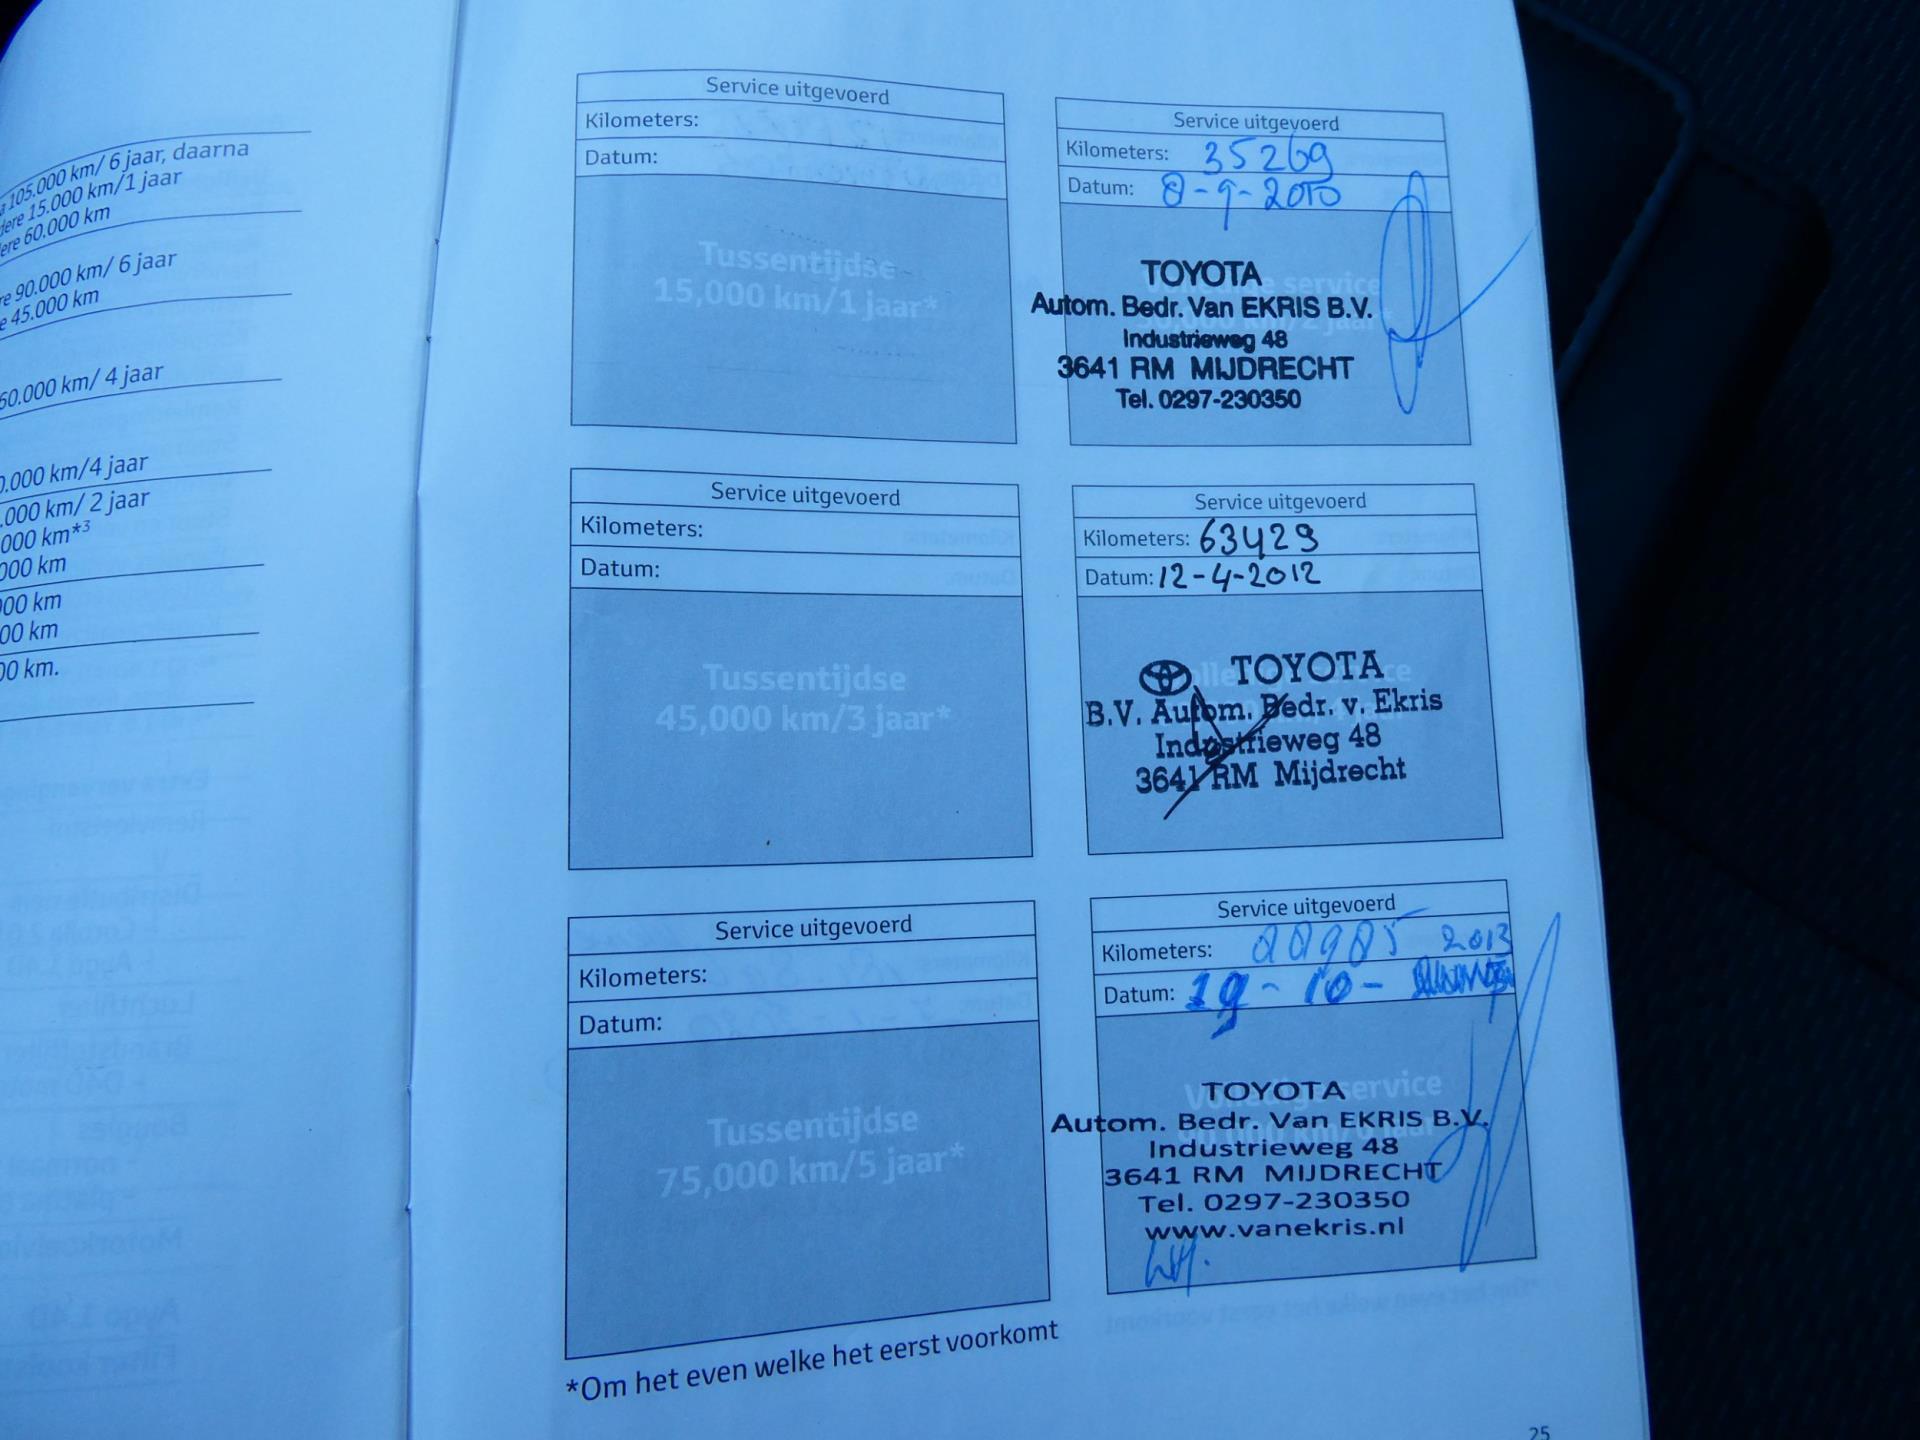 a 105.000 km/ 6 jaar, daarna
dere 15.000 km/1 jaar
ere 60.000 km
re 90.000 km/ 6 jaar
e 45.000 km
60.000 km/ 4 jaar
0.000 km/4 jaar
.000 km/ 2 jaar
000 km*3
000 km
000 km
00 km
00 km.
Service uitgevoerd
Kilometers:
Datum:
Tussentijdse
15,000 km/1 jaar*
Service uitgevoerd
Kilometers: 35269
Datum: 8-9-2010
TOYOTA
Autom. Bedr. Van EKRIS B.V.
Industrieweg 48
3641 RM MIJDRECHT
Tel. 0297-230350
Service uitgevoerd
Kilometers:
Datum:
Tussentijdse
45,000 km/3 jaar*
Service uitgevoerd
Kilometers: 63429
Datum: 12-4-2012
TOYOTA
B.V. Autom. Bedr. v. Ekris
Industrieweg 48
3641 RM Mijdrecht
Service uitgevoerd
Kilometers:
Datum:
Tussentijdse
75,000 km/5 jaar*
Service uitgevoerd
Kilometers: 88985 2013
Datum: 19-10-
Volledige service
TOYOTA
Autom. Bedr. Van EKRIS B.V.
Industrieweg 48
3641 RM MIJDRECHT
Tel. 0297-230350
www.vanekris.nl
*Om het even welke het eerst voorkomt
25